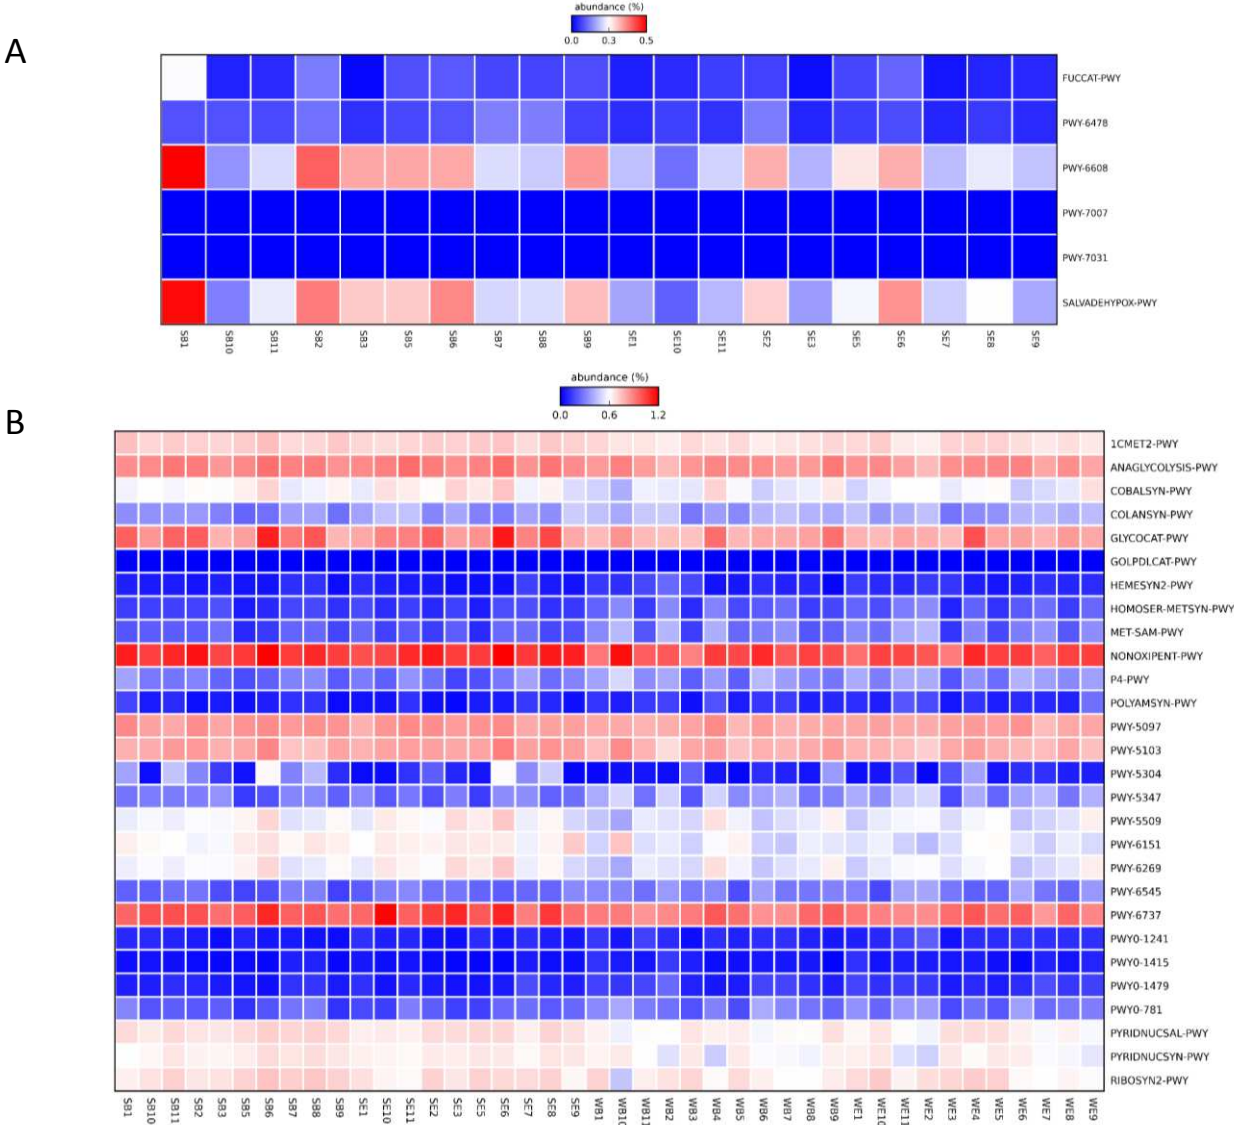 A
abundance (%)
0.0 0.3 0.5
FUCCAT-PWY
PWY-6478
PWY-6608
PWY-7007
PWY-7031
SALVADEHYPOX-PWY
SB1 SB10 SB11 SB2 SB3 SB5 SB6 SB7 SB8 SB9 SE1 SE10 SE11 SE2 SE3 SE5 SE6 SE7 SE8 SE9
B
abundance (%)
0.0 0.6 1.2
1CMET2-PWY
ANAGLYCOLYSIS-PWY
COBALSYN-PWY
COLANSYN-PWY
GLYCOCAT-PWY
GOLPDLCAT-PWY
HEMESYN2-PWY
HOMOSER-METSYN-PWY
MET-SAM-PWY
NONOXIPENT-PWY
P4-PWY
POLYAMSYN-PWY
PWY-5097
PWY-5103
PWY-5304
PWY-5347
PWY-5509
PWY-6151
PWY-6269
PWY-6545
PWY-6737
PWY0-1241
PWY0-1415
PWY0-1479
PWY0-781
PYRIDNUCSAL-PWY
PYRIDNUCSYN-PWY
RIBOSYN2-PWY
SB1 SB10 SB11 SB2 SB3 SB5 SB6 SB7 SB8 SB9 SE1 SE10 SE11 SE2 SE3 SE5 SE6 SE7 SE8 SE9 WB1 WB10 WB11 WB2 WB3 WB4 WB5 WB6 WB7 WB8 WB9 WE1 WE10 WE11 WE2 WE3 WE4 WE5 WE6 WE7 WE8 WE9